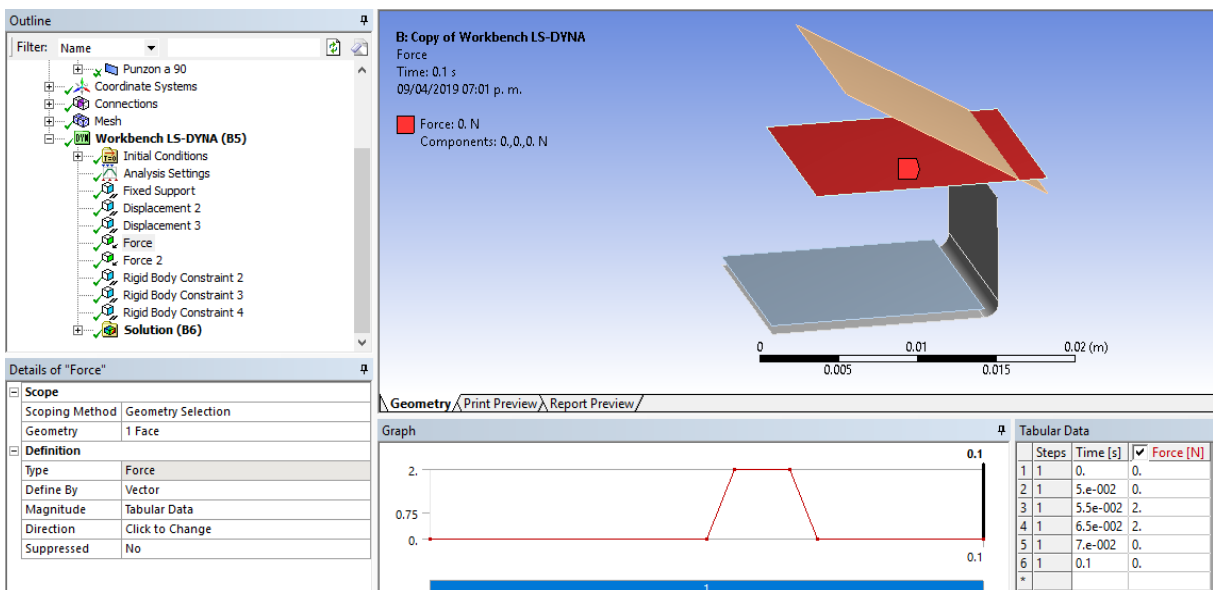 Outline
Filter: Name
Punzon a 90
Coordinate Systems
Connections
Mesh
Workbench LS-DYNA (B5)
Initial Conditions
Analysis Settings
Fixed Support
Displacement 2
Displacement 3
Force
Force 2
Rigid Body Constraint 2
Rigid Body Constraint 3
Rigid Body Constraint 4
Solution (B6)
Details of "Force"
Scope
Scoping Method Geometry Selection
Geometry 1 Face
Definition
Type Force
Define By Vector
Magnitude Tabular Data
Direction Click to Change
Suppressed No
B: Copy of Workbench LS-DYNA
Force
Time: 0.1 s
09/04/2019 07:01 p. m.
Force: 0. N
Components: 0.,0.,0. N
0 0.01 0.02 (m)
0.005 0.015
Geometry Print Preview Report Preview
Graph
0.1
2.
0.75
0.
0.1
1
Tabular Data
Steps Time [s] Force [N]
1 1 0. 0.
2 1 5.e-002 0.
3 1 5.5e-002 2.
4 1 6.5e-002 2.
5 1 7.e-002 0.
6 1 0.1 0.
*